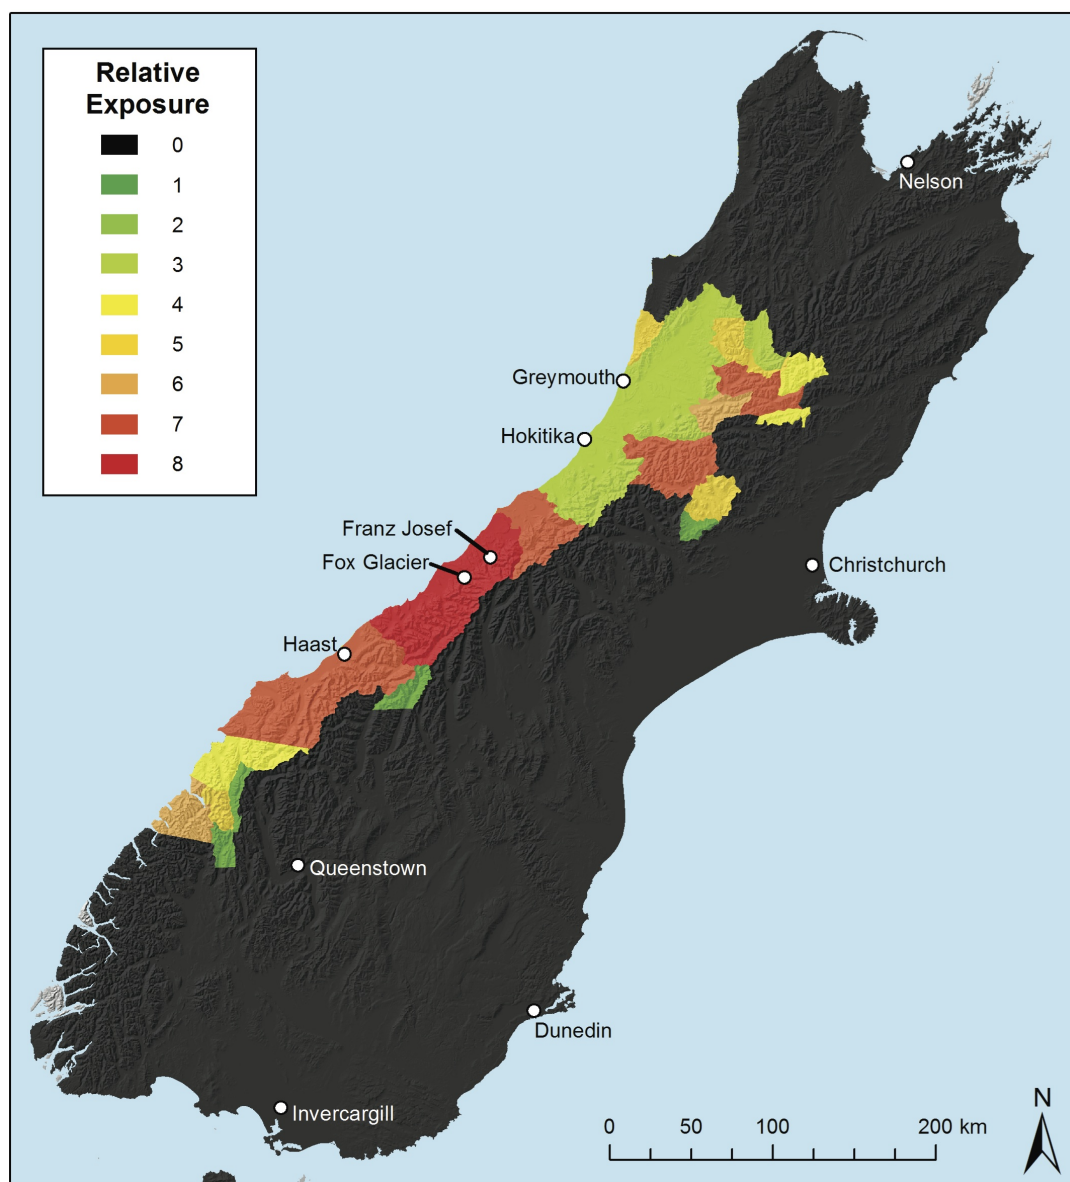 Relative
Exposure
0
1
2
3
4
5
6
7
8
Nelson
Greymouth
Hokitika
Franz Josef
Fox Glacier
Christchurch
Haast
Queenstown
Dunedin
Invercargill
N
0 50 100 200 km